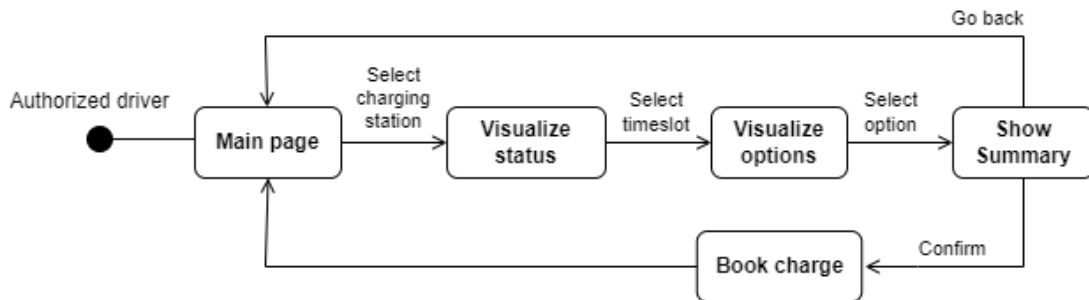 Go back
Authorized driver
Main page
Select
charging
station
Visualize
status
Select
timeslot
Visualize
options
Select
option
Show
Summary
Book charge
Confirm